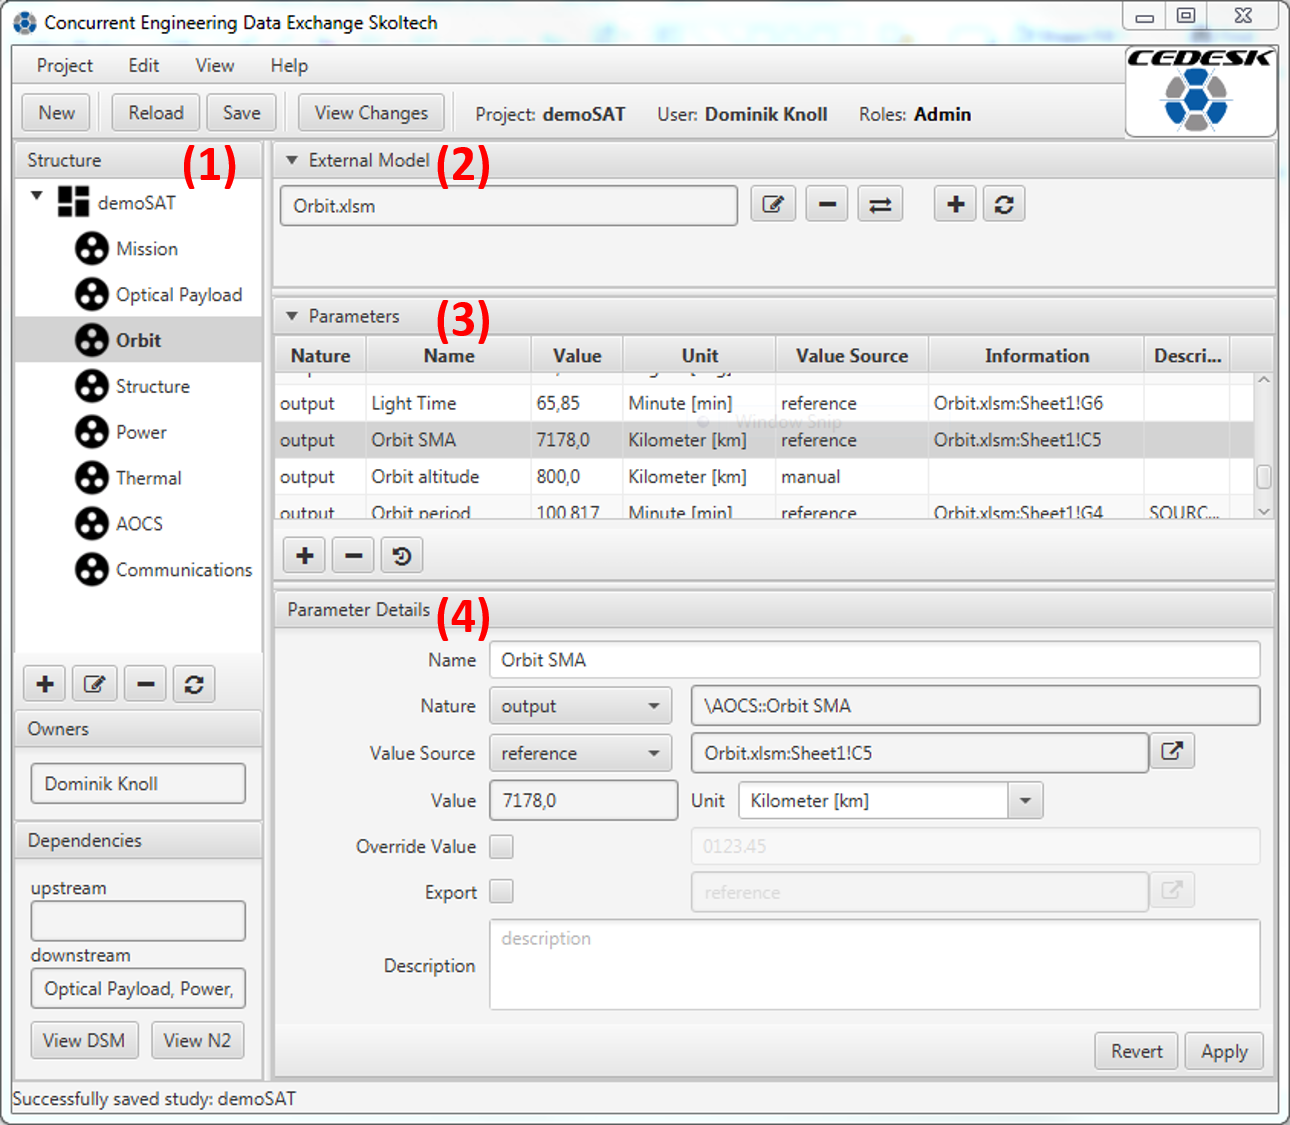 Concurrent Engineering Data Exchange Skoltech
Project Edit View Help
CEDESK
New Reload Save View Changes Project: demoSAT User: Dominik Knoll Roles: Admin
Structure (1)
demoSAT
Mission
Optical Payload
Orbit
Structure
Power
Thermal
AOCS
Communications
Owners
Dominik Knoll
Dependencies
upstream
downstream
Optical Payload, Power,
View DSM View N2
External Model (2)
Orbit.xlsm
Parameters (3)
Nature Name Value Unit Value Source Information Descri...
output Light Time 65,85 Minute [min] reference Orbit.xlsm:Sheet1!G6
© Window Snip
output Orbit SMA 7178,0 Kilometer [km] reference Orbit.xlsm:Sheet1!C5
output Orbit altitude 800,0 Kilometer [km] manual
output Orbit period 100,817 Minute [min] reference Orbit.xlsm:Sheet1!G4 SOURC...
Parameter Details (4)
Name Orbit SMA
Nature output \AOCS::Orbit SMA
Value Source reference Orbit.xlsm:Sheet1!C5
Value 7178,0 Unit Kilometer [km]
Override Value 0123.45
Export reference
Description description
Revert Apply
Successfully saved study: demoSAT